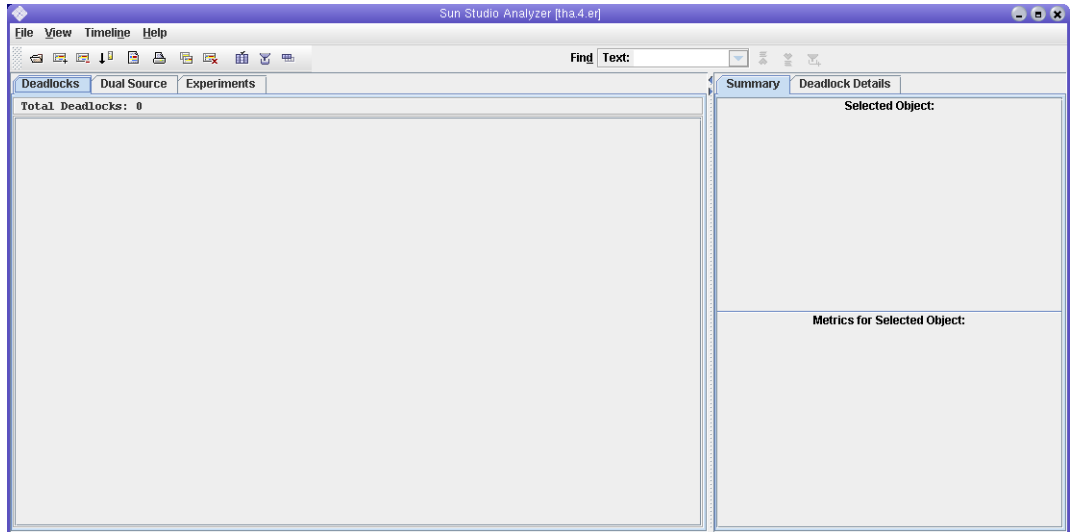 Sun Studio Analyzer [tha.4.er]
File View Timeline Help
Find Text:
Deadlocks Dual Source Experiments
Total Deadlocks: 0
Summary Deadlock Details
Selected Object:
Metrics for Selected Object: